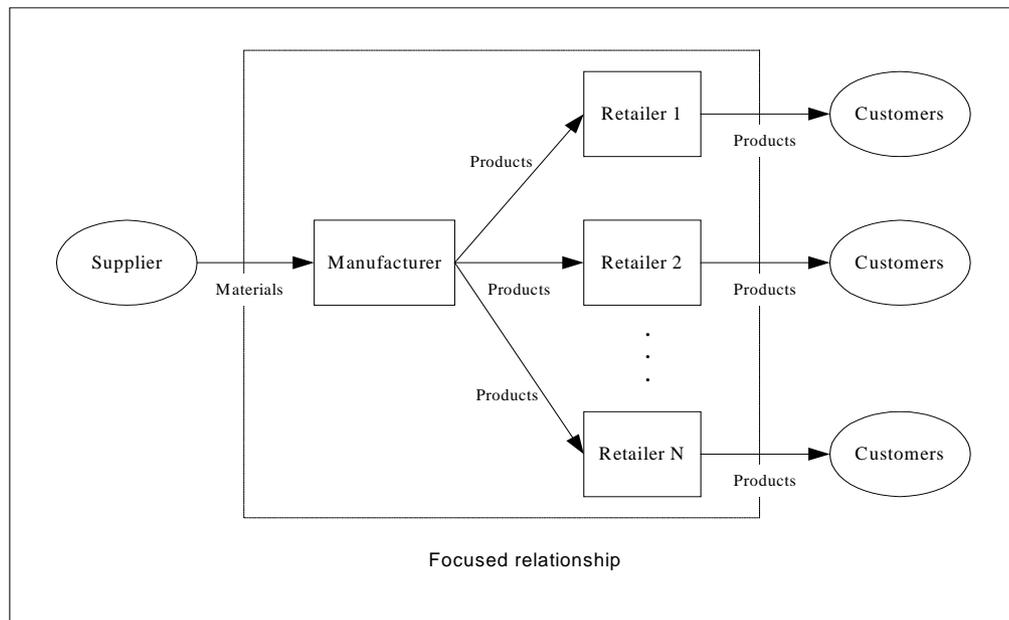 Retailer 1
Customers
Products
Products
Supplier
Manufacturer
Retailer 2
Customers
Materials
Products
Products
Products
Retailer N
Customers
Products
Focused relationship